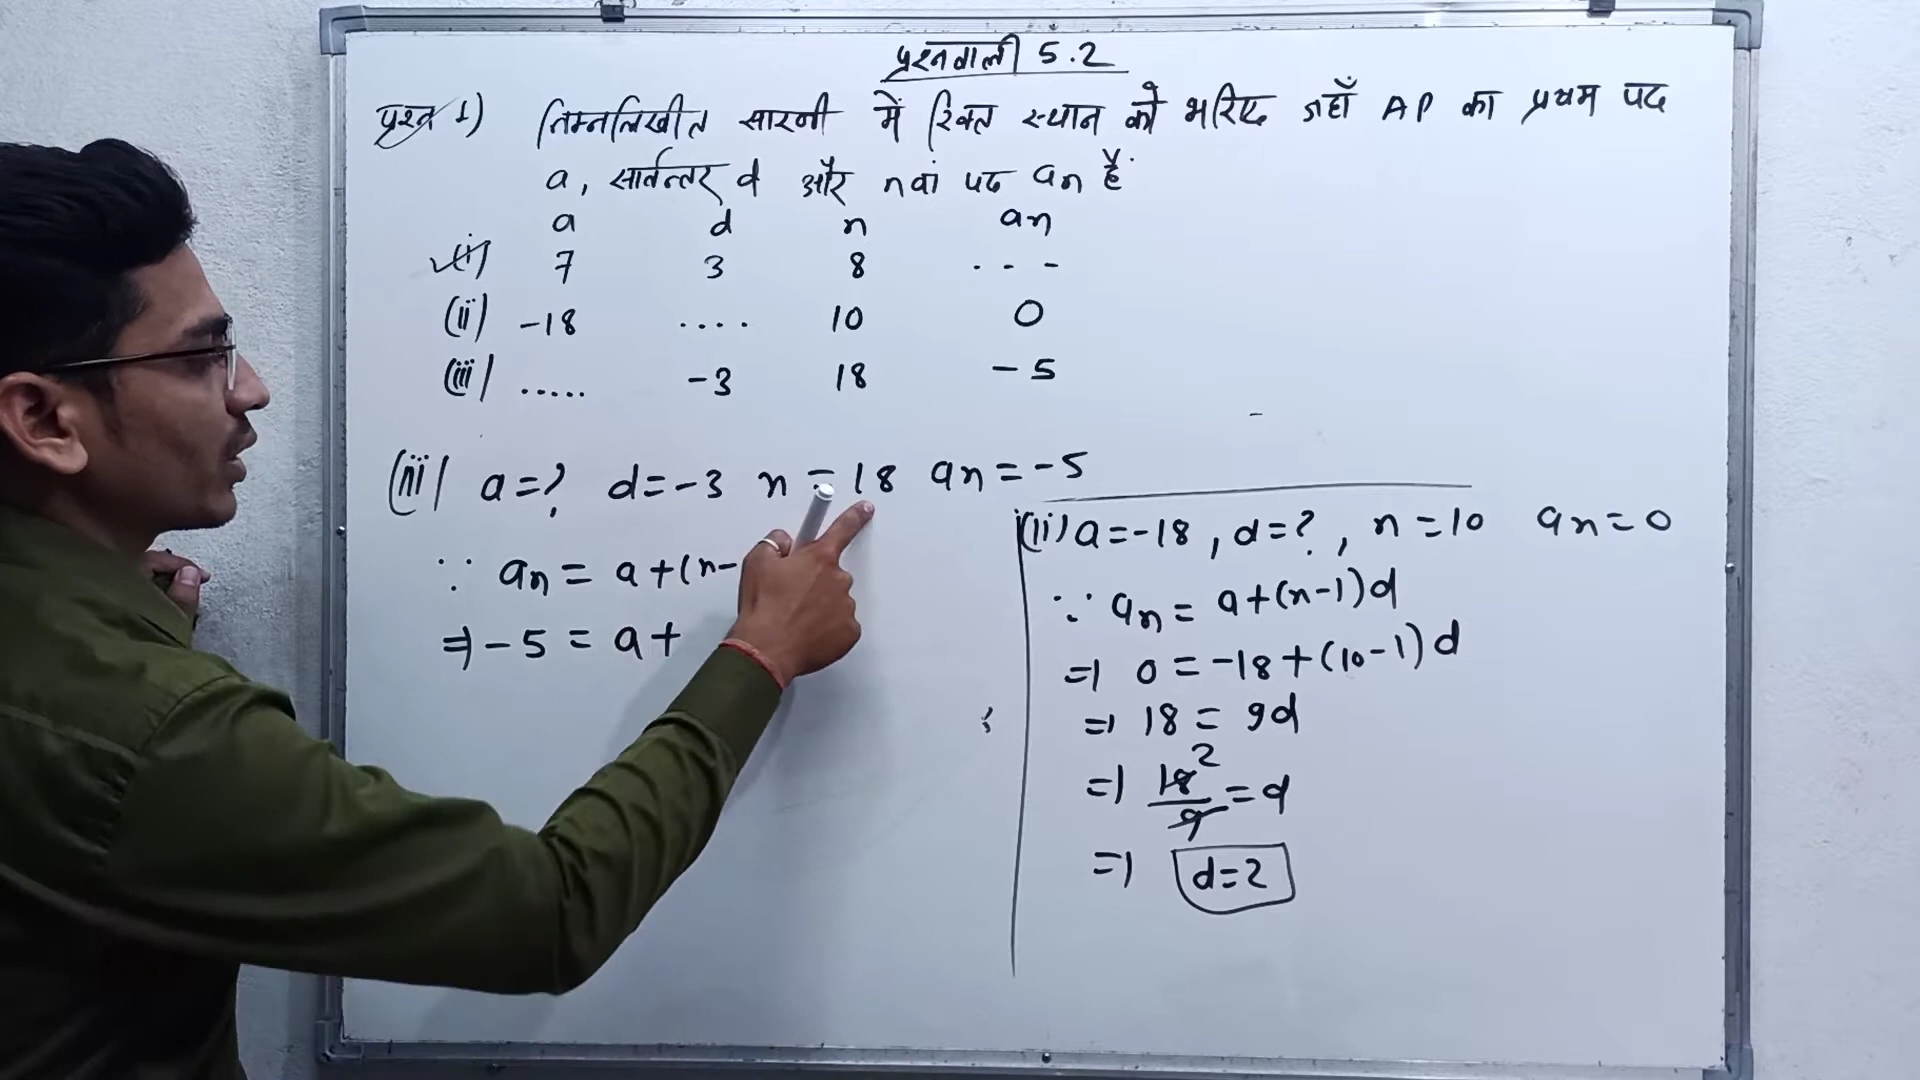 प्रश्नवाली 5.2
प्रश्न 1) निम्नलिखीत सारणी में रिक्त स्थान को भरिए जहाँ AP का प्रथम पद
a, सार्वन्तर d और nवां पद an है.
a d n an
(i) 7 3 8 . - -
(ii) -18 .... 10 0
(iii) ..... -3 18 -5
(iii) a=? d=-3 n=18 an=-5
∵ an = a+(n-
⇒ -5 = a+
(ii) a=-18, d=?, n=10 an=0
∵ an = a+(n-1)d
⇒ 0 = -18+(10-1)d
⇒ 18 = 9d
⇒ 18/9 = d 2
⇒ d=2